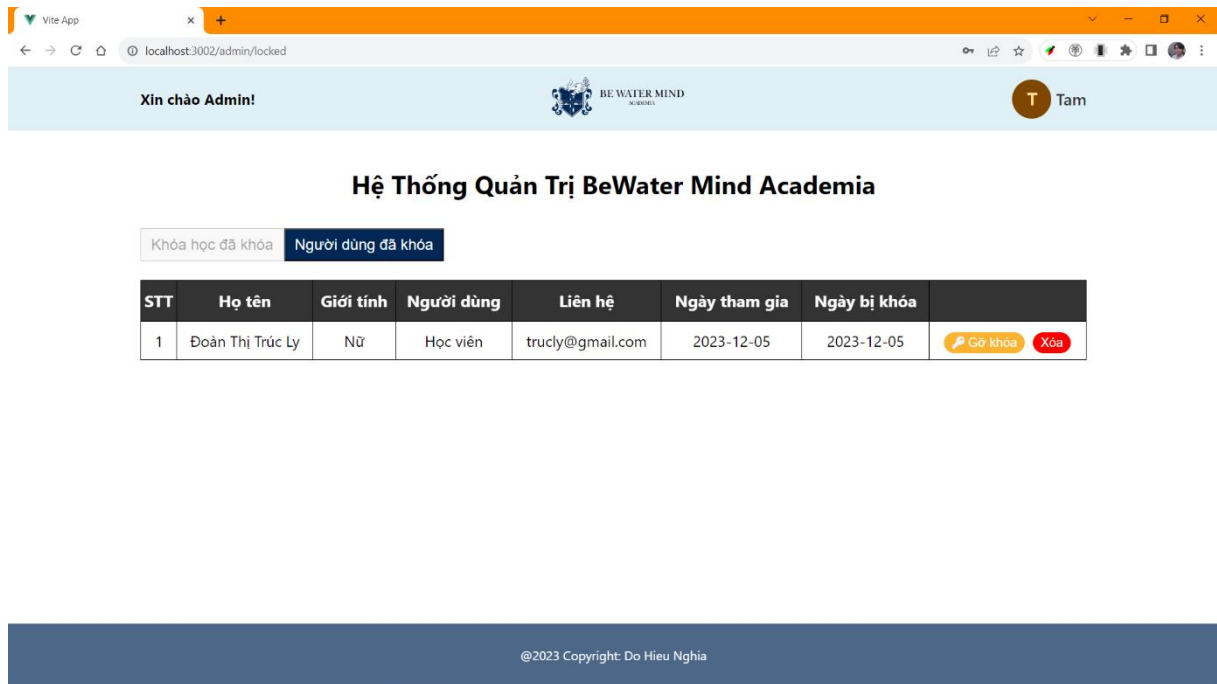 Vite App
localhost:3002/admin/locked
Xin chào Admin!
BE WATER MIND
ACADEMIA
T Tam
Hệ Thống Quản Trị BeWater Mind Academia
Khóa học đã khóa Người dùng đã khóa
STT Họ tên Giới tính Người dùng Liên hệ Ngày tham gia Ngày bị khóa
1 Đoàn Thị Trúc Ly Nữ Học viên trucly@gmail.com 2023-12-05 2023-12-05 Gỡ khóa Xóa
@2023 Copyright: Do Hieu Nghia